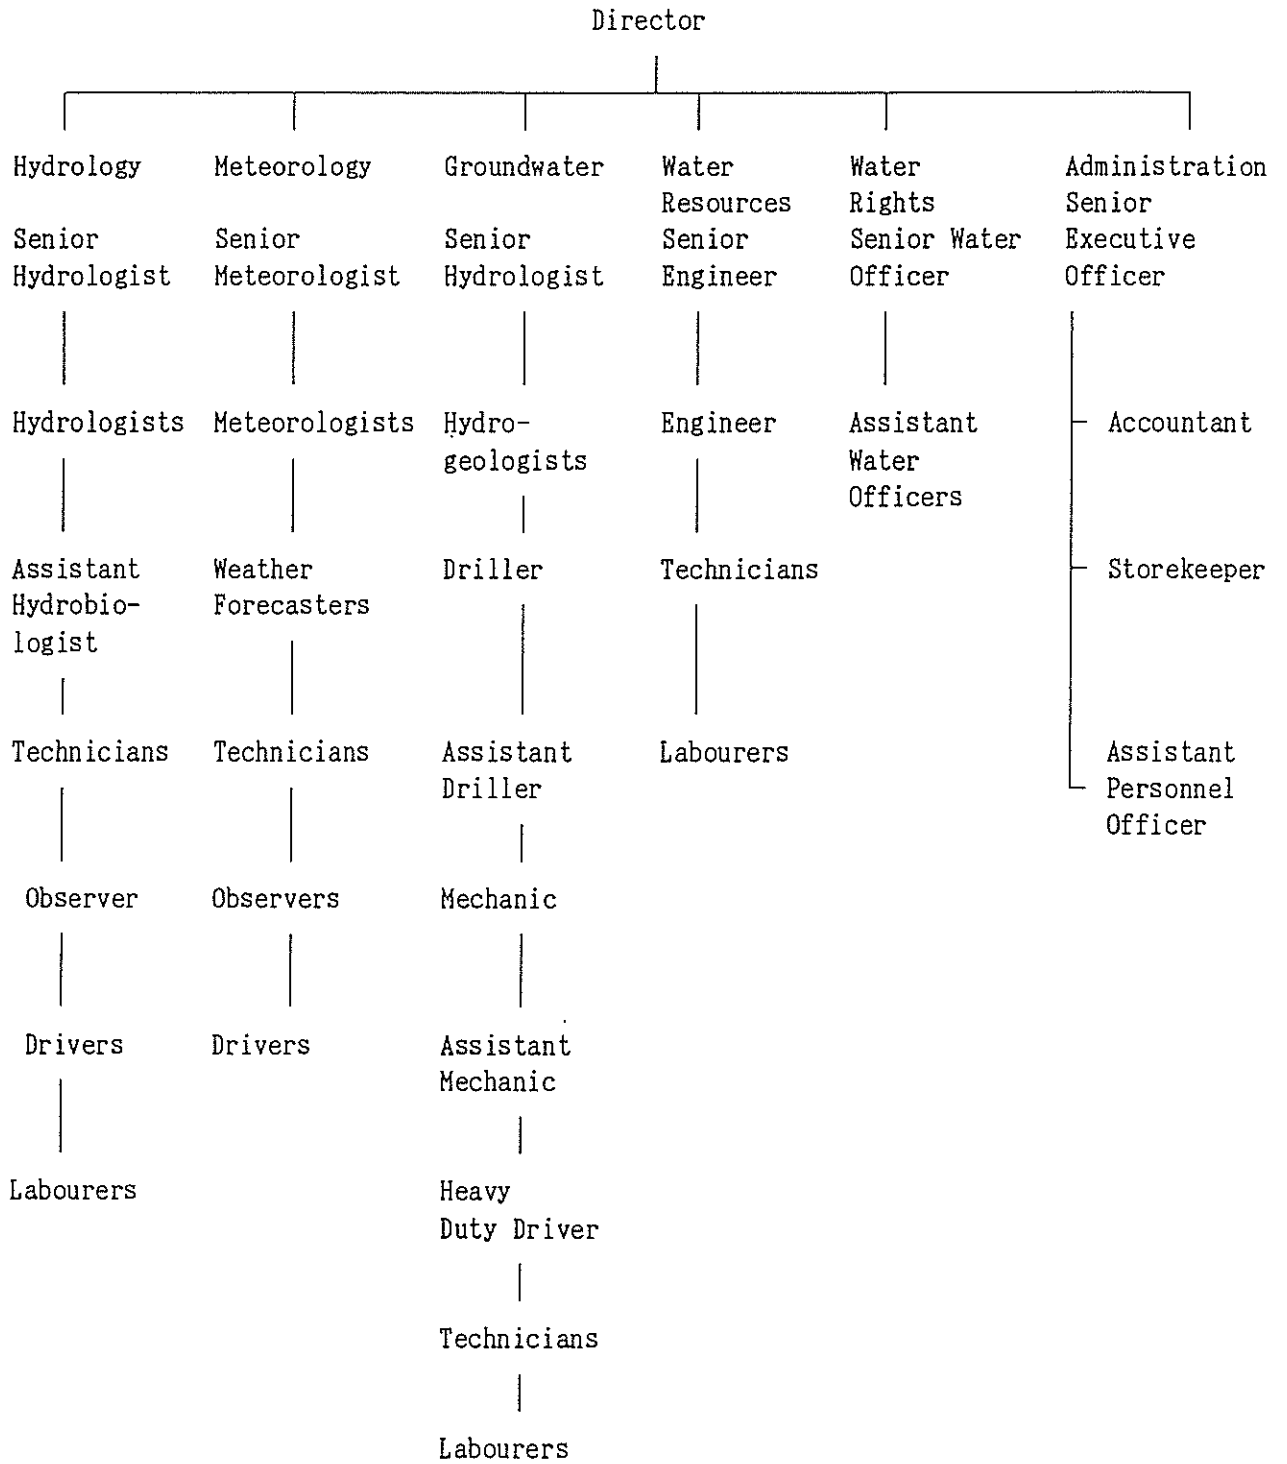 Director
Hydrology
Senior
Hydrologist
Hydrologists
Assistant
Hydrobio-
logist
Technicians
Observer
Drivers
Labourers
Meteorology
Senior
Meteorologist
Meteorologists
Weather
Forecasters
Technicians
Observers
Drivers
Groundwater
Senior
Hydrologist
Hydro-
geologists
Driller
Assistant
Driller
Mechanic
Assistant
Mechanic
Heavy
Duty Driver
Technicians
Labourers
Water
Resources
Senior
Engineer
Engineer
Technicians
Labourers
Water
Rights
Senior Water
Officer
Assistant
Water
Officers
Administration
Senior
Executive
Officer
Accountant
Storekeeper
Assistant
Personnel
Officer